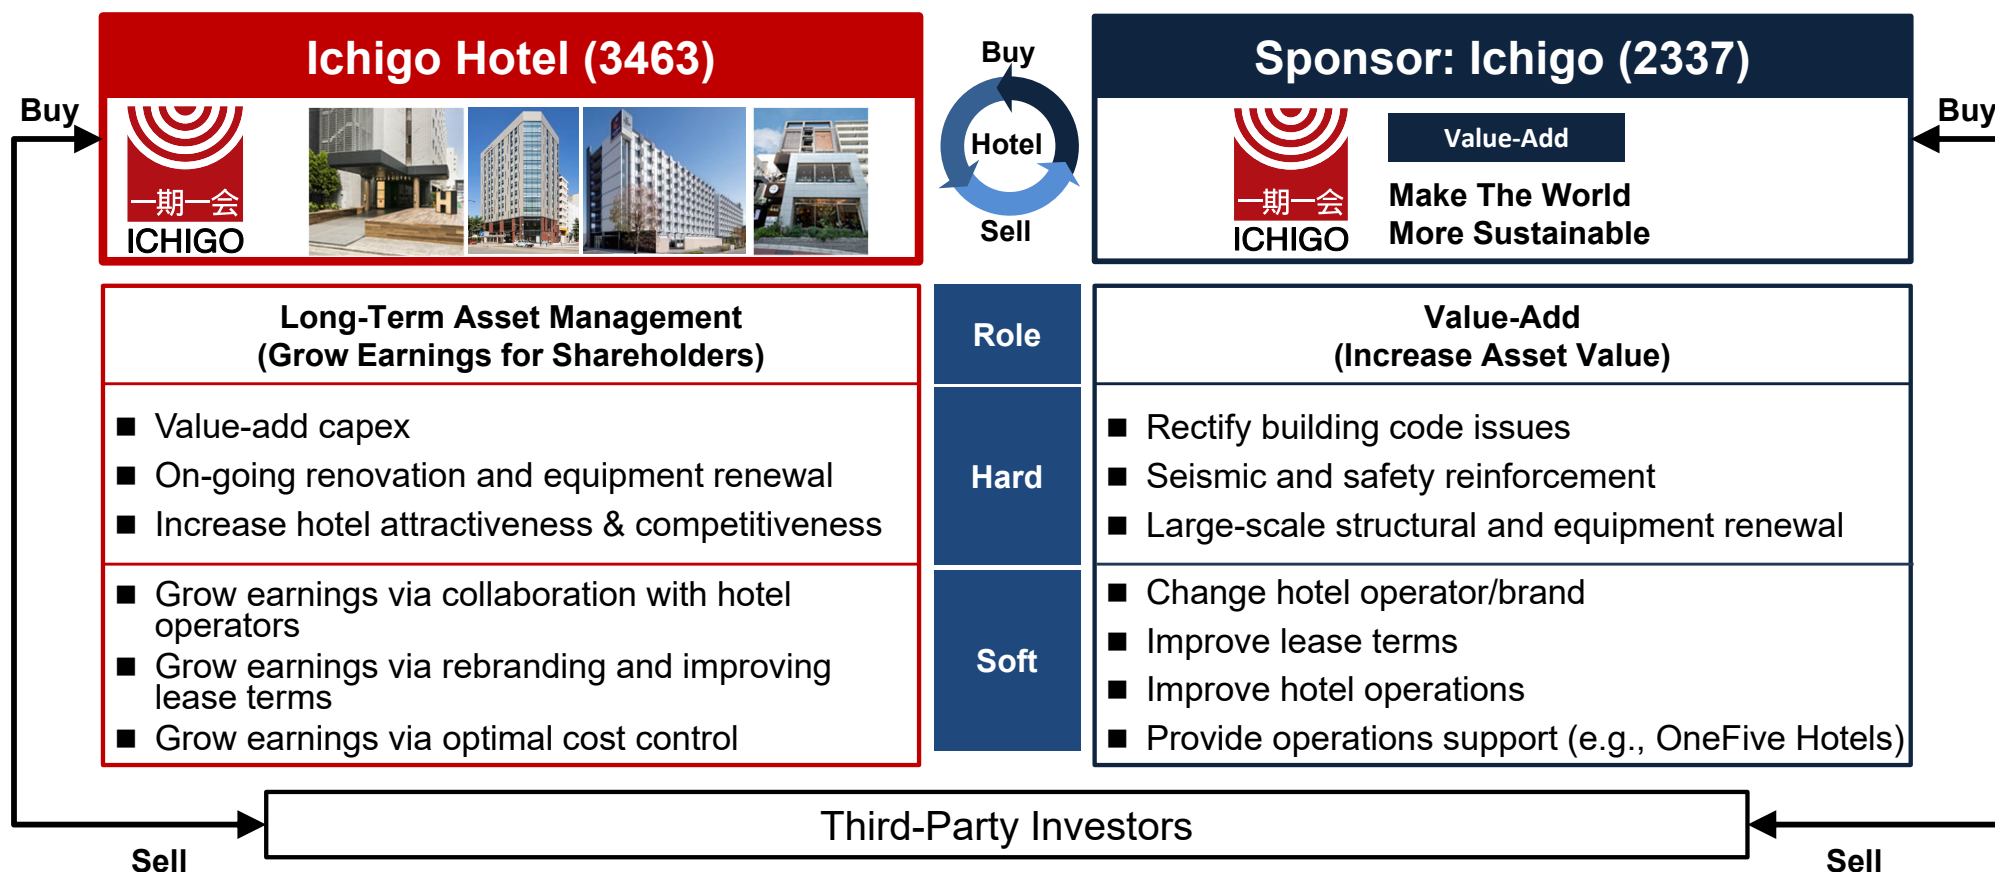 Ichigo Hotel (3463)
Buy
一期一会
ICHIGO
Buy
Hotel
Sell
Sponsor: Ichigo (2337)
一期一会
ICHIGO
Value-Add
Make The World
More Sustainable
Buy
Long-Term Asset Management
(Grow Earnings for Shareholders)
Role
Value-Add
(Increase Asset Value)
■ Value-add capex
■ On-going renovation and equipment renewal
■ Increase hotel attractiveness & competitiveness
Hard
■ Rectify building code issues
■ Seismic and safety reinforcement
■ Large-scale structural and equipment renewal
■ Grow earnings via collaboration with hotel
operators
■ Grow earnings via rebranding and improving
lease terms
■ Grow earnings via optimal cost control
Soft
■ Change hotel operator/brand
■ Improve lease terms
■ Improve hotel operations
■ Provide operations support (e.g., OneFive Hotels)
Third-Party Investors
Sell
Sell